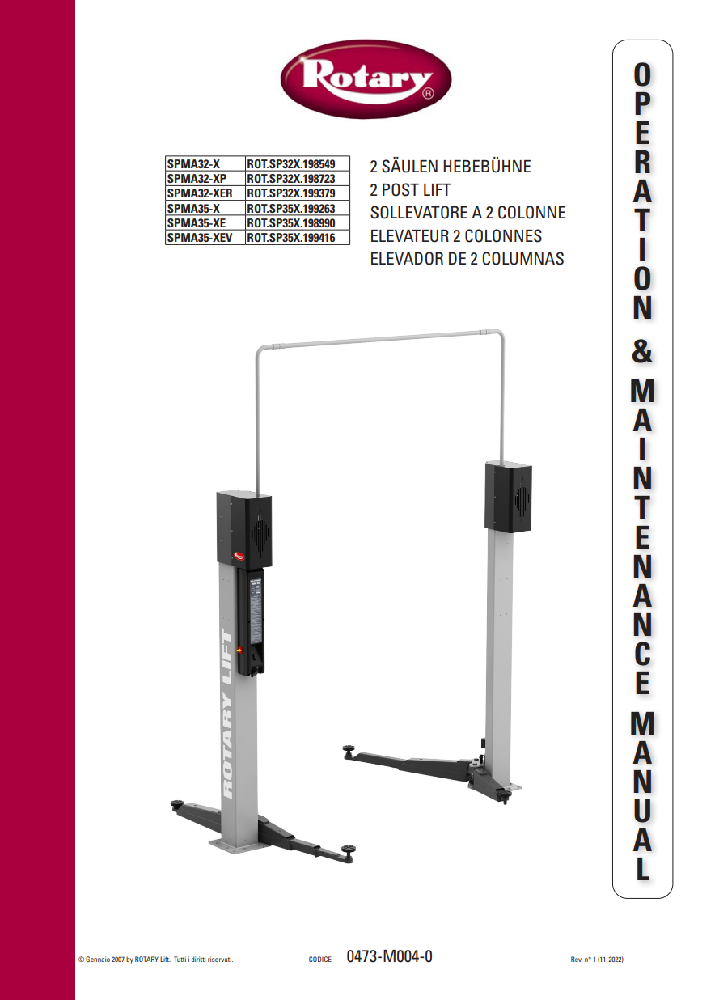 Rotary
®
SPMA32-X ROT.SP32X.198549
SPMA32-XP ROT.SP32X.198723
SPMA32-XER ROT.SP32X.199379
SPMA35-X ROT.SP35X.199263
SPMA35-XE ROT.SP35X.198990
SPMA35-XEV ROT.SP35X.199416
2 SÄULEN HEBEBÜHNE
2 POST LIFT
SOLLEVATORE A 2 COLONNE
ELEVATEUR 2 COLONNES
ELEVADOR DE 2 COLUMNAS
OPERATION & MAINTENANCE MANUAL
Rotary
ROTARY LIFT
© Gennaio 2007 by ROTARY Lift. Tutti i diritti riservati.
CODICE 0473-M004-0
Rev. n° 1 (11-2022)